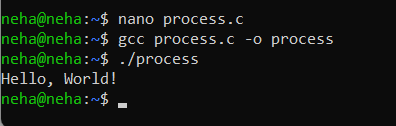 neha@neha:~$ nano process.c
neha@neha:~$ gcc process.c -o process
neha@neha:~$ ./process
Hello, World!
neha@neha:~$